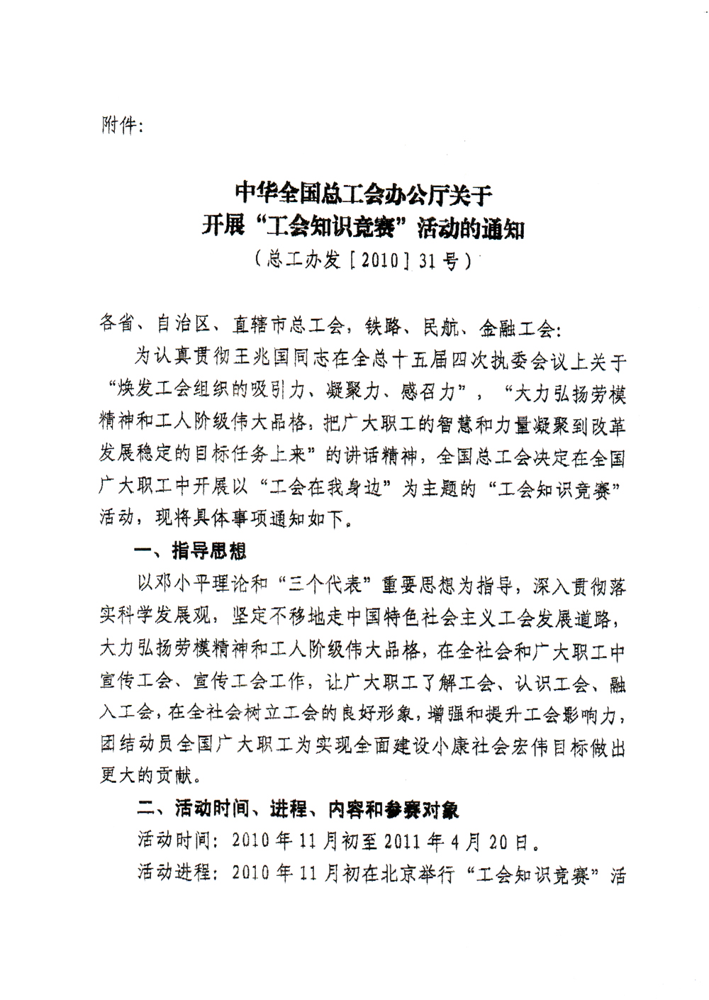 附件：
中华全国总工会办公厅关于
开展“工会知识竞赛”活动的通知
（总工办发［2010］31号）
各省、自治区、直辖市总工会，铁路、民航、金融工会：
为认真贯彻王兆国同志在全总十五届四次执委会议上关于
“焕发工会组织的吸引力、凝聚力、感召力”，“大力弘扬劳模
精神和工人阶级伟大品格，把广大职工的智慧和力量凝聚到改革
发展稳定的目标任务上来”的讲话精神，全国总工会决定在全国
广大职工中开展以“工会在我身边”为主题的“工会知识竞赛”
活动，现将具体事项通知如下。
一、指导思想
以邓小平理论和“三个代表”重要思想为指导，深入贯彻落
实科学发展观，坚定不移地走中国特色社会主义工会发展道路，
大力弘扬劳模精神和工人阶级伟大品格，在全社会和广大职工中
宣传工会、宣传工会工作，让广大职工了解工会、认识工会、融
入工会，在全社会树立工会的良好形象，增强和提升工会影响力，
团结动员全国广大职工为实现全面建设小康社会宏伟目标做出
更大的贡献。
二、活动时间、进程、内容和参赛对象
活动时间：2010年11月初至2011年4月20日。
活动进程：2010年11月初在北京举行“工会知识竞赛”活